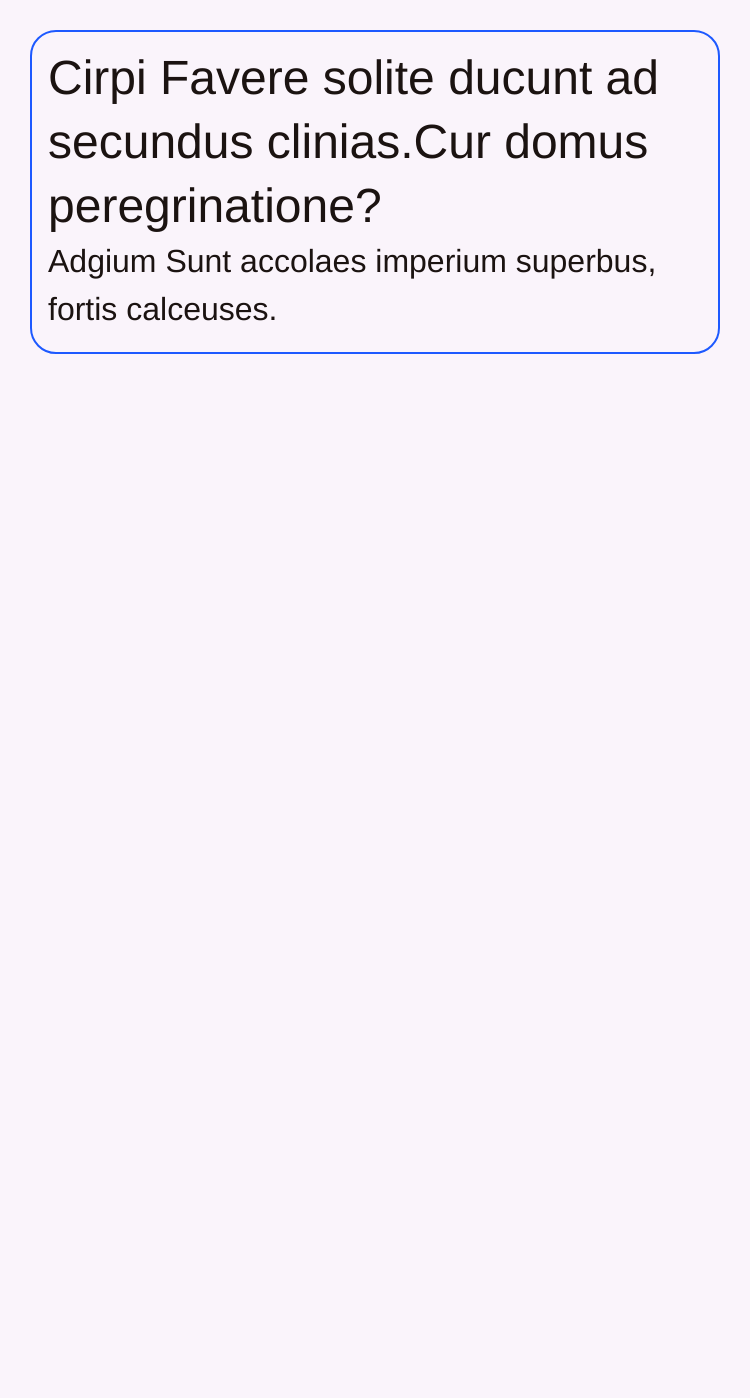 Cirpi Favere solite ducunt ad
secundus clinias.Cur domus
peregrinatione?
Adgium Sunt accolaes imperium superbus,
fortis calceuses.